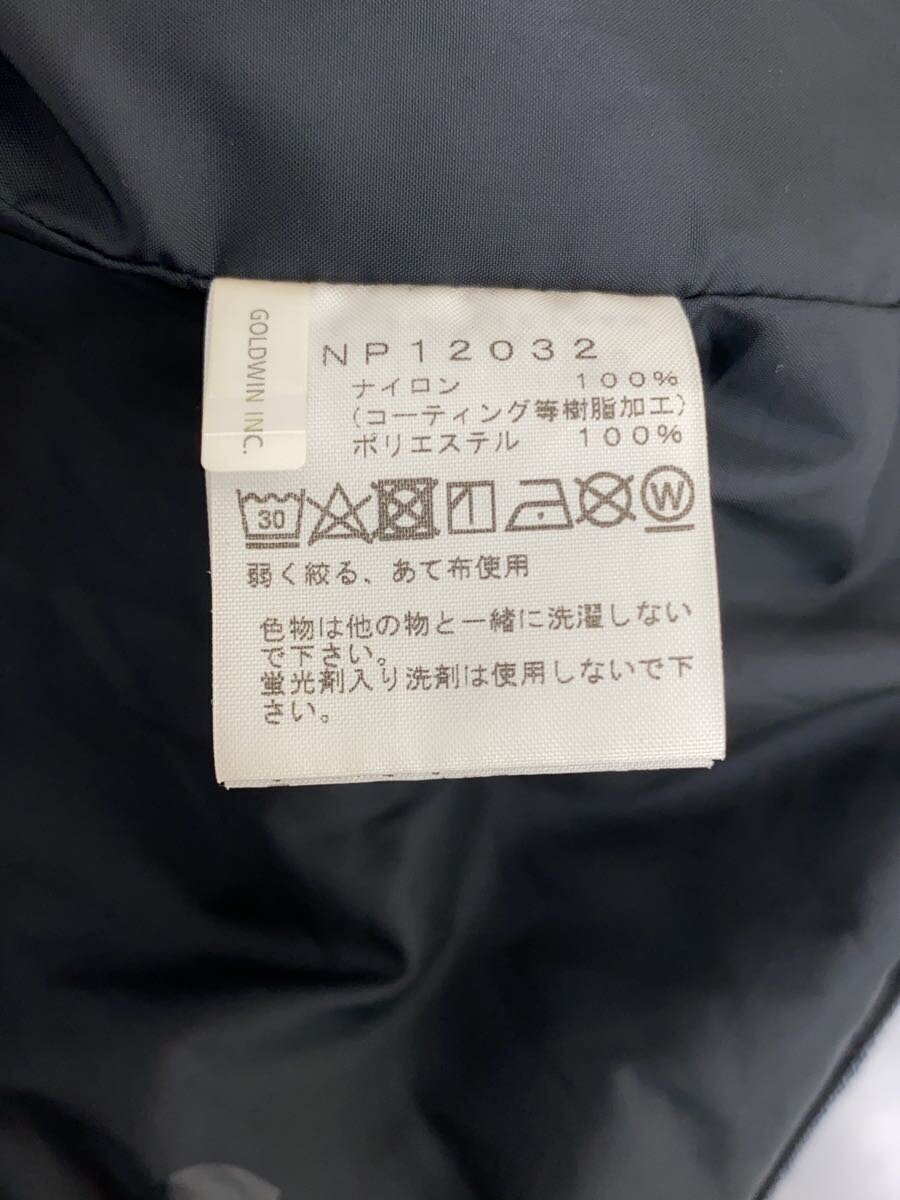 GOLDWIN INC.
NP12032
ナイロン 100%
(コーティング等樹脂加工)
ポリエステル 100%
30
W
弱く絞る、あて布使用
色物は他の物と一緒に洗濯しない
で下さい。
蛍光剤入り洗剤は使用しないで下
さい。